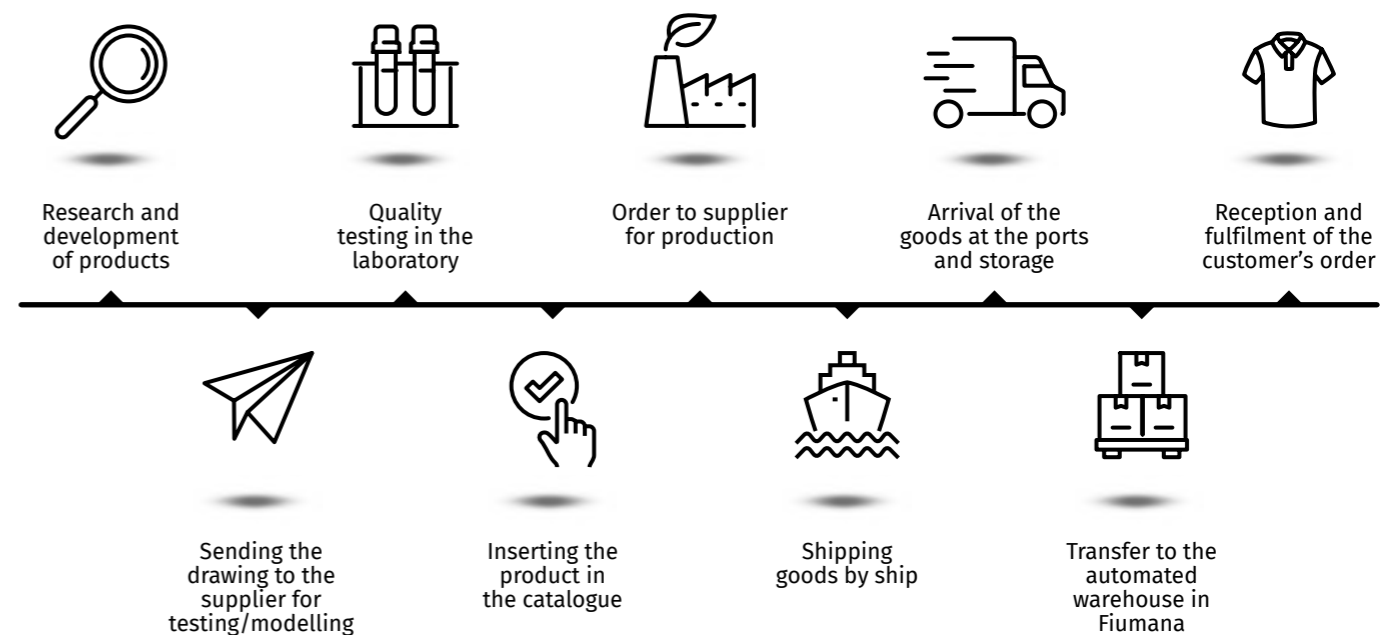 Research and
development
of products
Quality
testing in the
laboratory
Order to supplier
for production
Arrival of the
goods at the ports
and storage
Reception and
fulfilment of the
customer’s order
Sending the
drawing to the
supplier for
testing/modelling
Inserting the
product in
the catalogue
Shipping
goods by ship
Transfer to the
automated
warehouse in
Fiumana